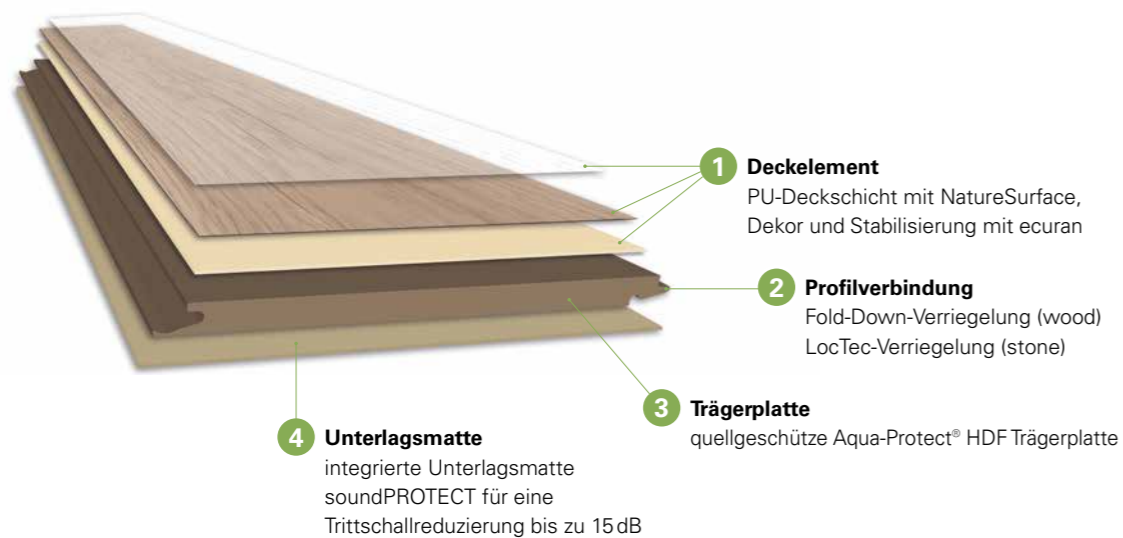 1 Deckelement
PU-Deckschicht mit NatureSurface,
Dekor und Stabilisierung mit ecuran
2 Profilverbindung
Fold-Down-Verriegelung (wood)
LocTec-Verriegelung (stone)
3 Trägerplatte
quellgeschütze Aqua-Protect® HDF Trägerplatte
4 Unterlagsmatte
integrierte Unterlagsmatte
soundPROTECT für eine
Trittschallreduzierung bis zu 15 dB